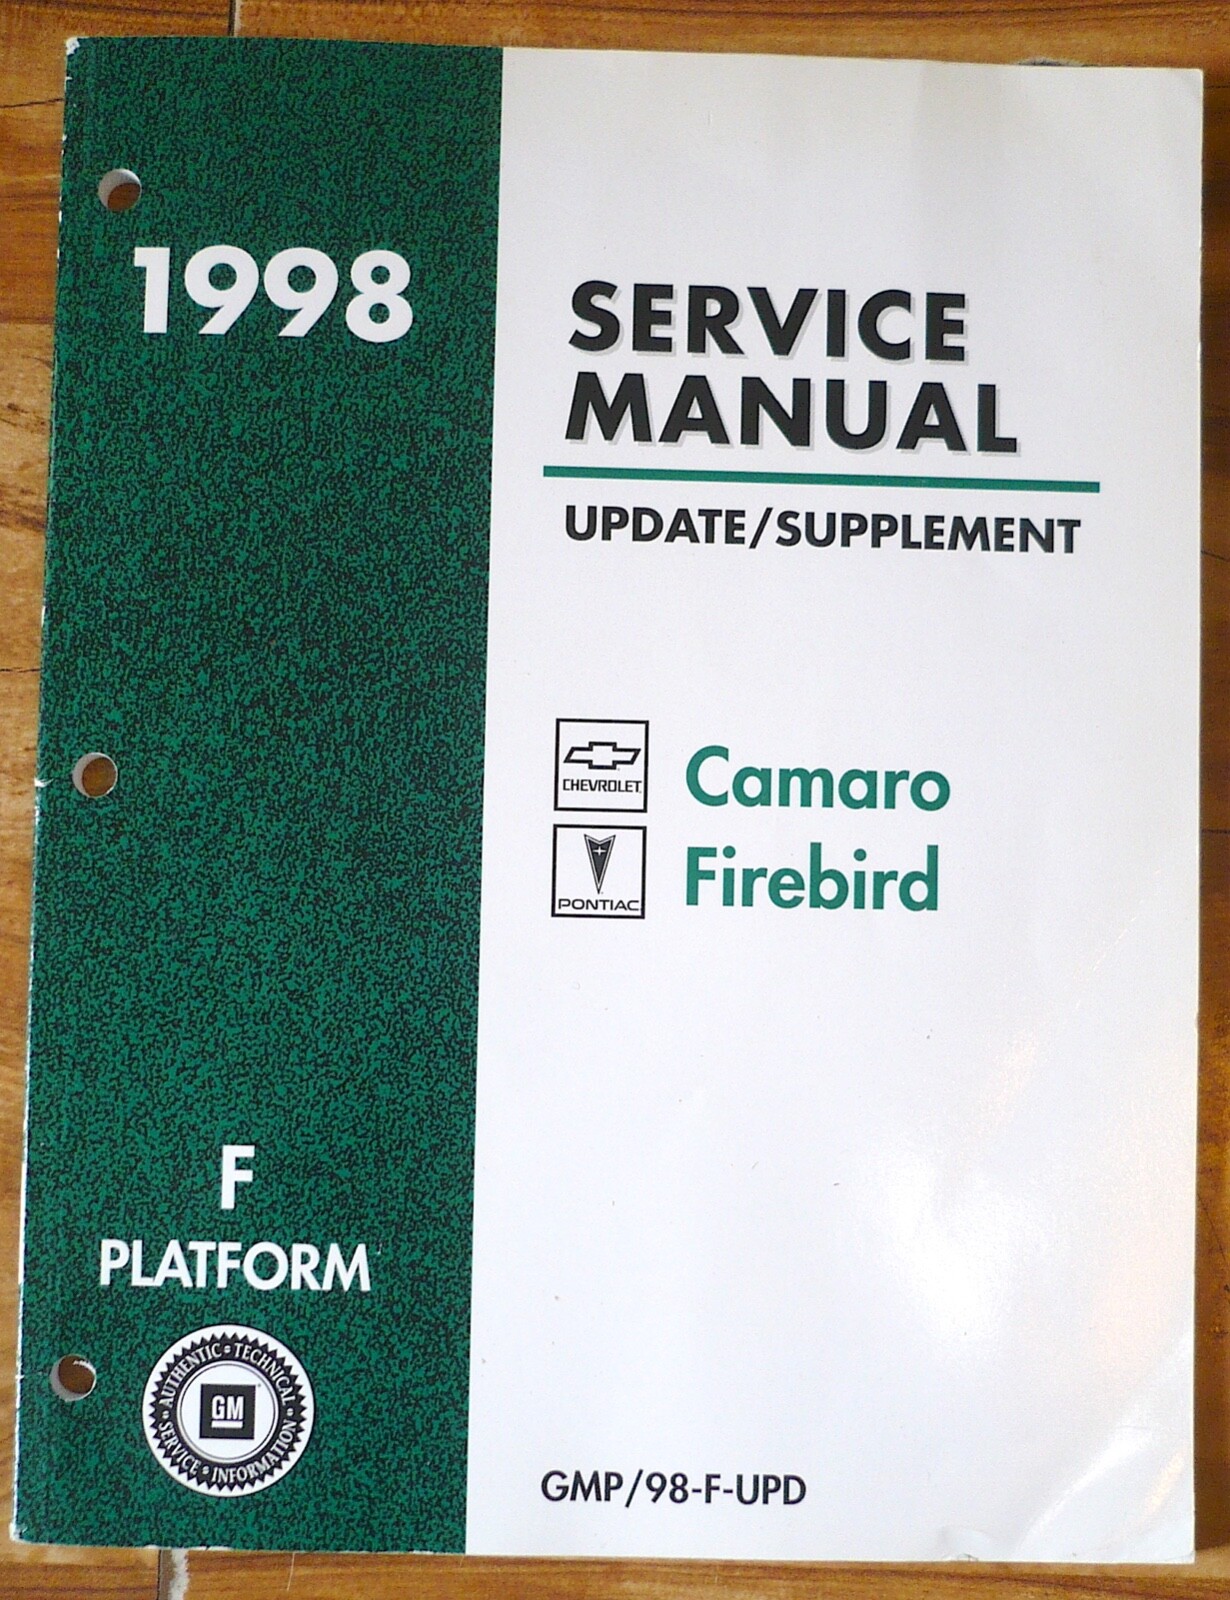 1998
SERVICE
MANUAL
UPDATE/SUPPLEMENT
CHEVROLET
Camaro
PONTIAC
Firebird
F
PLATFORM
AUTHENTIC TECHNICAL
GM
SERVICE INFORMATION
GMP/98-F-UPD